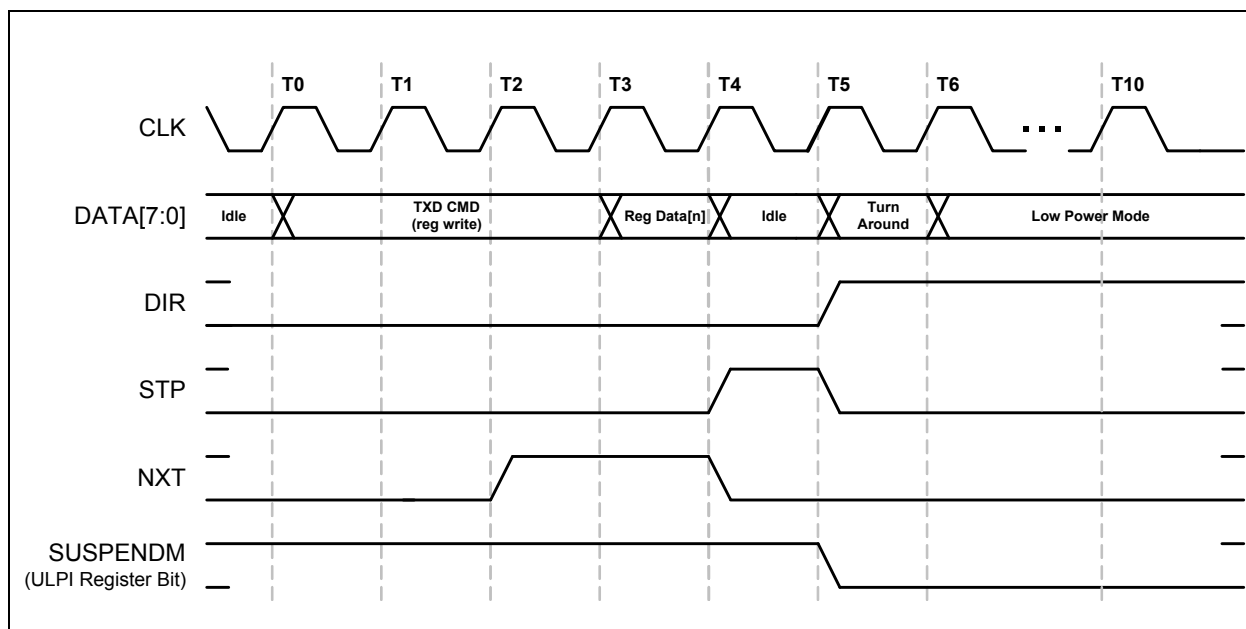 T0 T1 T2 T3 T4 T5 T6 T10
CLK
...
DATA[7:0] Idle TXD CMD Reg Data[n] Idle Turn Low Power Mode
(reg write) Around
DIR
STP
NXT
SUSPENDM
(ULPI Register Bit)